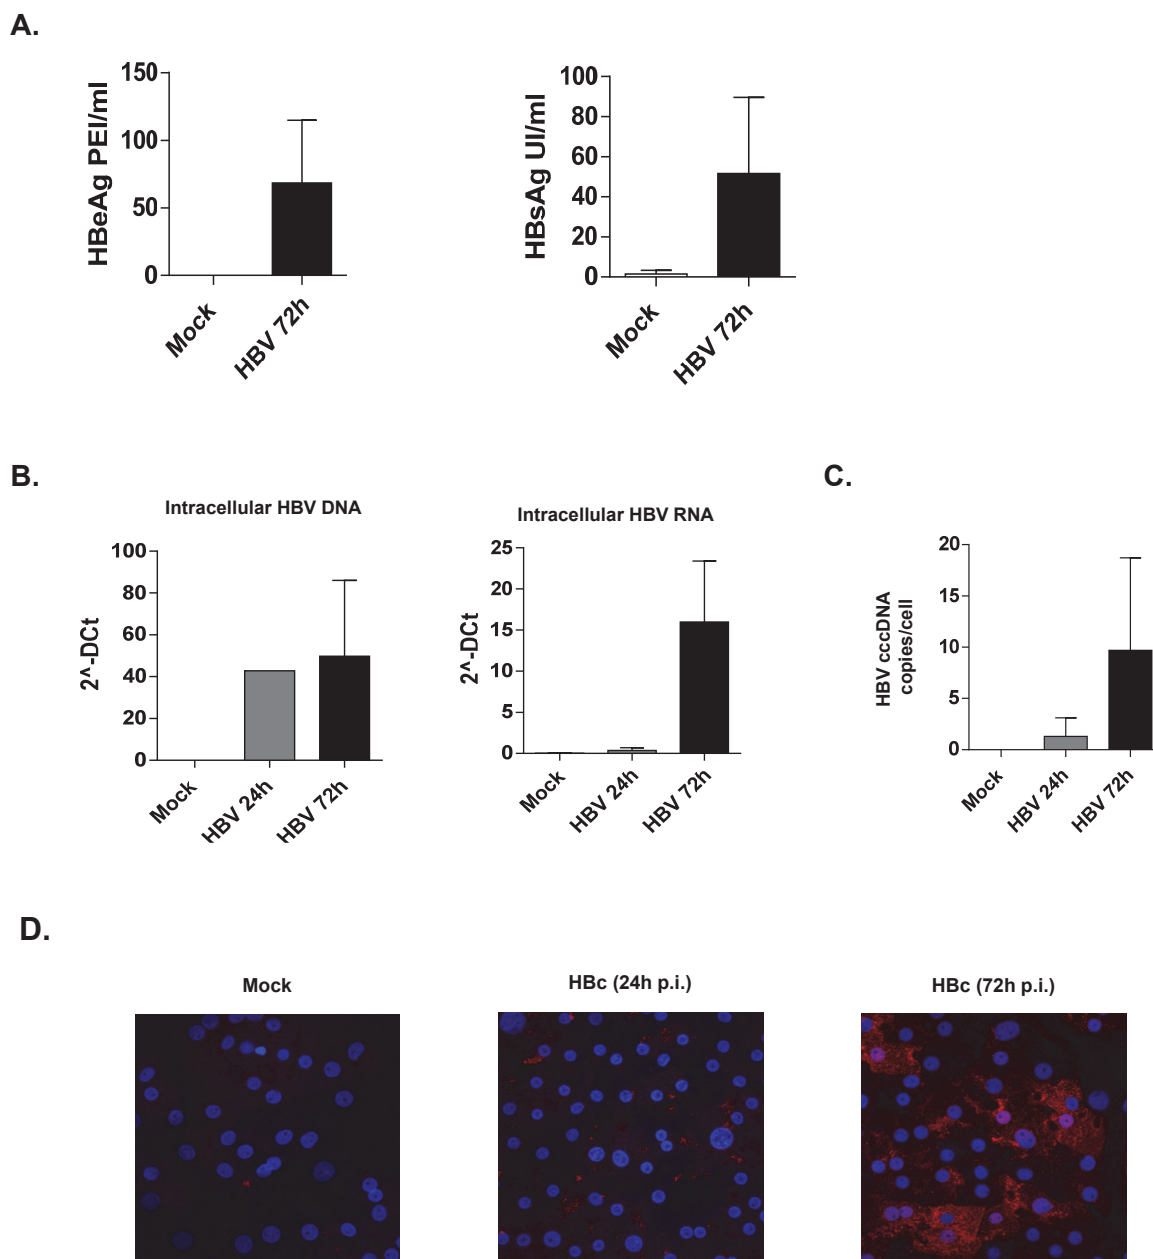 A.
HBeAg PEI/ml
150
100
50
0
Mock
HBV 72h
HBsAg UI/ml
100
80
60
40
20
0
Mock
HBV 72h
B.
Intracellular HBV DNA
2^-DCt
100
80
60
40
20
0
Mock
HBV 24h
HBV 72h
Intracellular HBV RNA
2^-DCt
25
20
15
10
5
0
Mock
HBV 24h
HBV 72h
C.
HBV cccDNA
copies/cell
20
15
10
5
0
Mock
HBV 24h
HBV 72h
D.
Mock
HBc (24h p.i.)
HBc (72h p.i.)